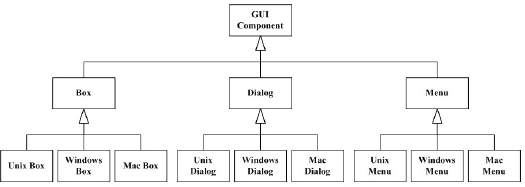 GUI
Component
Box
Dialog
Menu
Unix Box
Windows
Box
Mac Box
Unix
Dialog
Windows
Dialog
Mac
Dialog
Unix
Menu
Windows
Menu
Mac
Menu